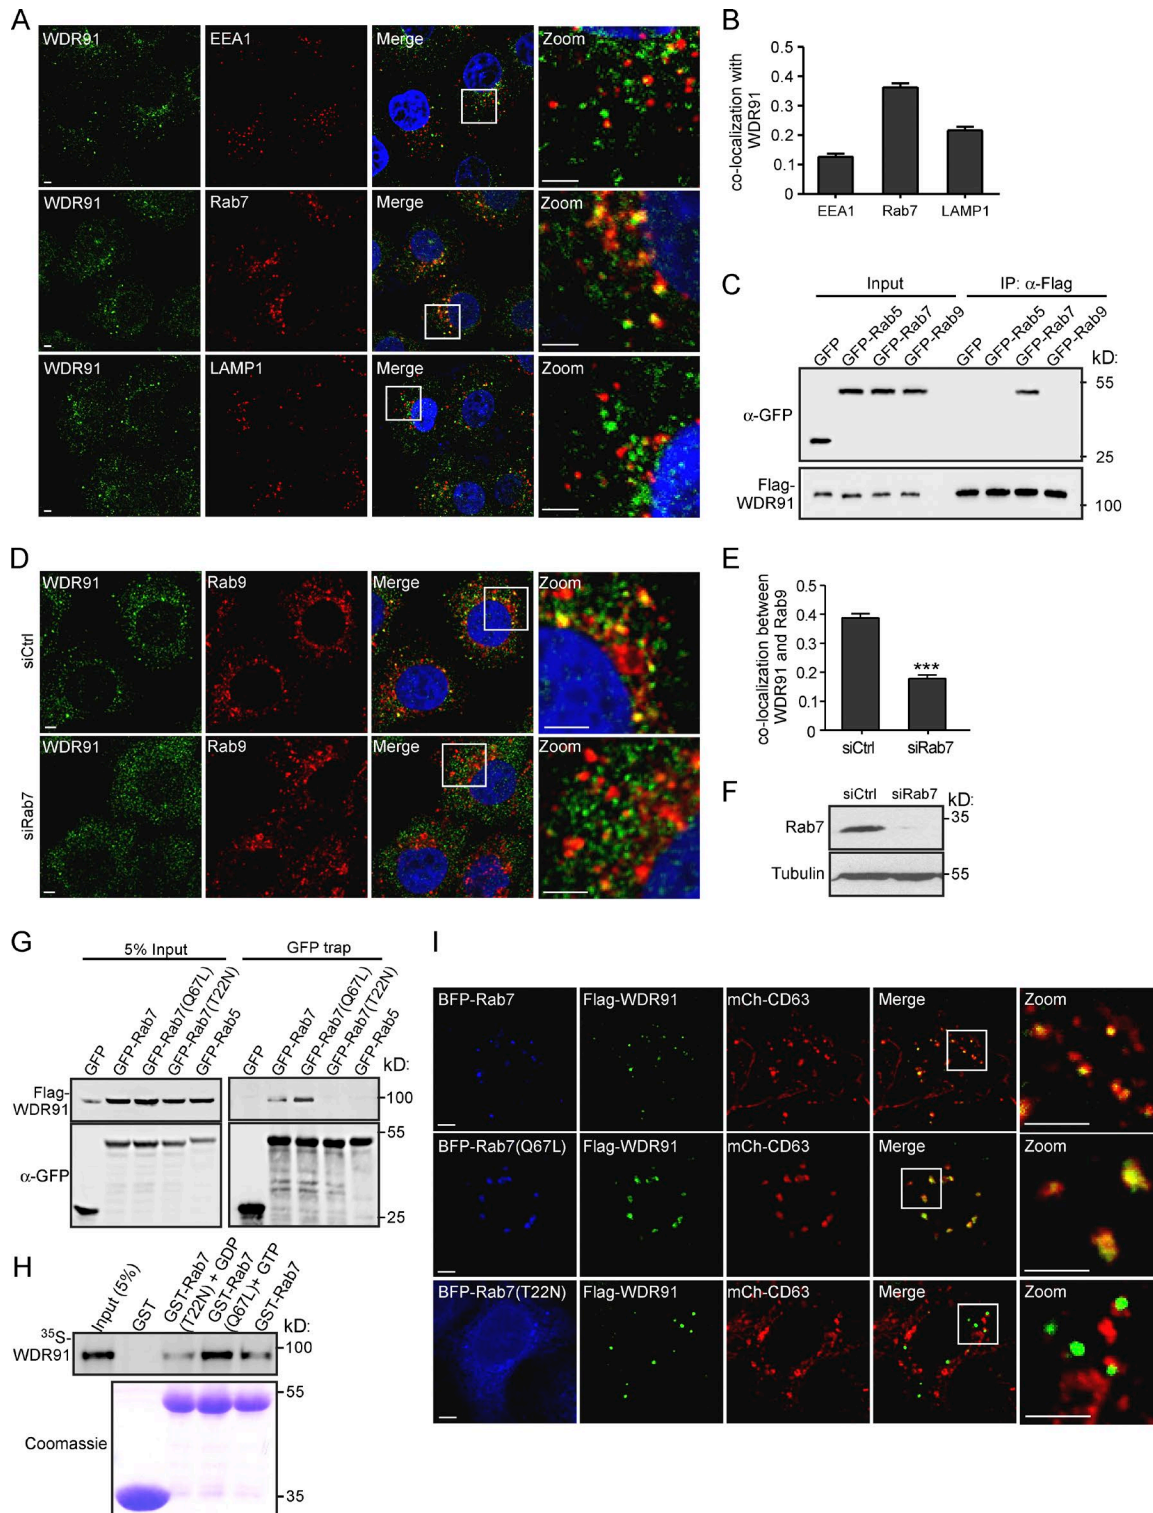 A
WDR91 EEA1 Merge Zoom
WDR91 Rab7 Merge Zoom
WDR91 LAMP1 Merge Zoom
B
co-localization with
WDR91
0.5
0.4
0.3
0.2
0.1
0
EEA1 Rab7 LAMP1
C
Input IP: α-Flag
GFP GFP-Rab5 GFP-Rab7 GFP-Rab9 GFP GFP-Rab5 GFP-Rab7 GFP-Rab9
kD:
α-GFP
55
25
Flag-
WDR91
100
D
siCtrl
WDR91 Rab9 Merge Zoom
siRab7
WDR91 Rab9 Merge Zoom
E
co-localization between
WDR91 and Rab9
0.5
0.4
0.3
0.2
0.1
0
***
siCtrl siRab7
F
siCtrl siRab7 kD:
Rab7 35
Tubulin 55
G
5% Input GFP trap
GFP GFP-Rab7 GFP-Rab7(Q67L) GFP-Rab7(T22N) GFP-Rab5 GFP GFP-Rab7 GFP-Rab7(Q67L) GFP-Rab7(T22N) GFP-Rab5
kD:
Flag-
WDR91
100
55
α-GFP
25
H
Input (5%) GST GST-Rab7 (T22N) + GDP GST-Rab7 (Q67L)+ GTP GST-Rab7
kD:
35S-
WDR91
100
55
Coomassie
35
I
BFP-Rab7 Flag-WDR91 mCh-CD63 Merge Zoom
BFP-Rab7(Q67L) Flag-WDR91 mCh-CD63 Merge Zoom
BFP-Rab7(T22N) Flag-WDR91 mCh-CD63 Merge Zoom